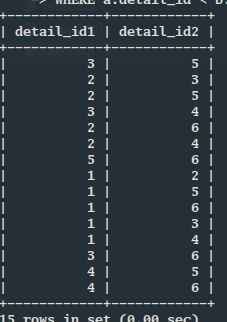 -> WHERE a.detail_id < b.
+-----------+-----------+
| detail_id1 | detail_id2 |
+-----------+-----------+
| 3 | 5 |
| 2 | 3 |
| 2 | 5 |
| 3 | 4 |
| 2 | 6 |
| 2 | 4 |
| 5 | 6 |
| 1 | 2 |
| 1 | 5 |
| 1 | 6 |
| 1 | 3 |
| 1 | 4 |
| 3 | 6 |
| 4 | 5 |
| 4 | 6 |
+-----------+-----------+
15 rows in set (0.00 sec)